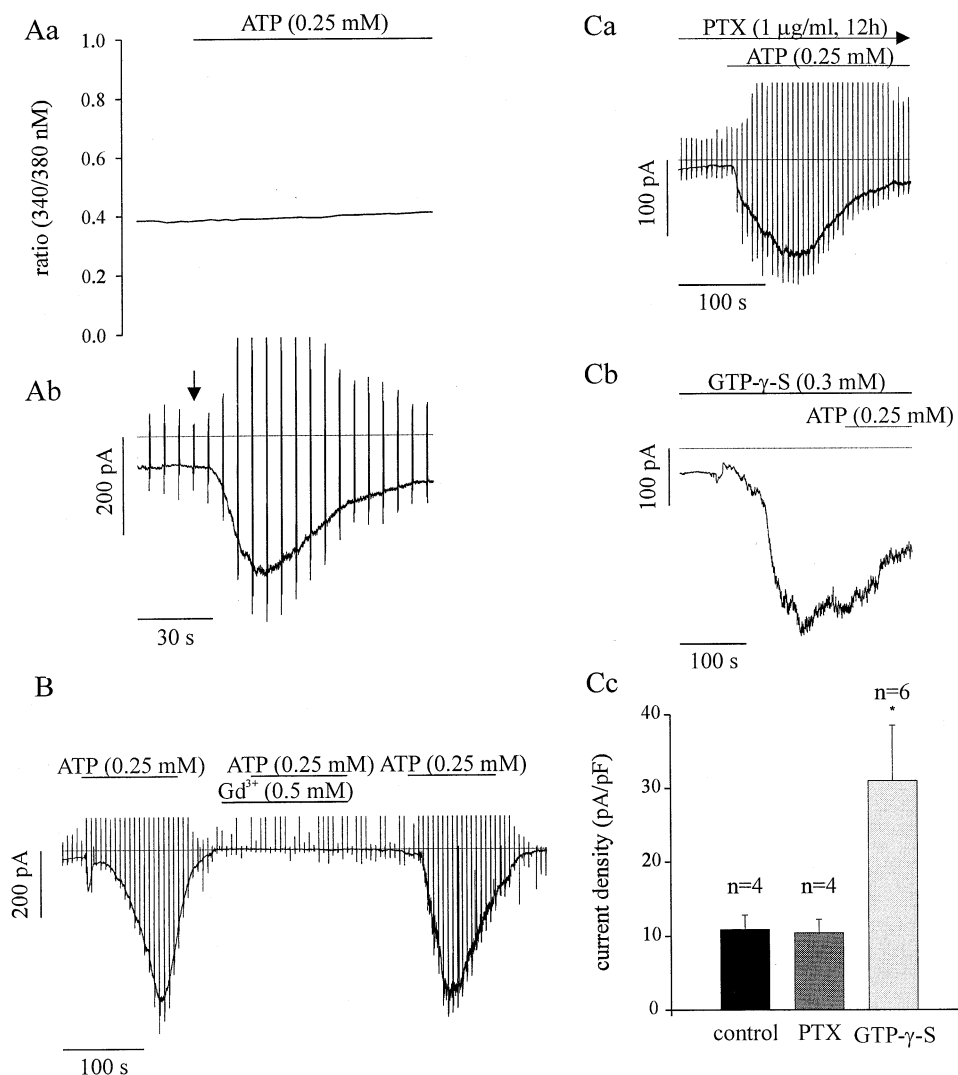 Aa
ATP (0.25 mM)
1.0
0.8
0.6
0.4
0.2
0.0
ratio (340/380 nM)
Ab
200 pA
30 s
B
ATP (0.25 mM)
ATP (0.25 mM)
ATP (0.25 mM)
Gd³⁺ (0.5 mM)
200 pA
100 s
Ca
PTX (1 µg/ml, 12h)
ATP (0.25 mM)
100 pA
100 s
Cb
GTP-γ-S (0.3 mM)
ATP (0.25 mM)
100 pA
100 s
Cc
n=6
*
40
30
20
10
0
current density (pA/pF)
n=4
n=4
control
PTX
GTP-γ-S